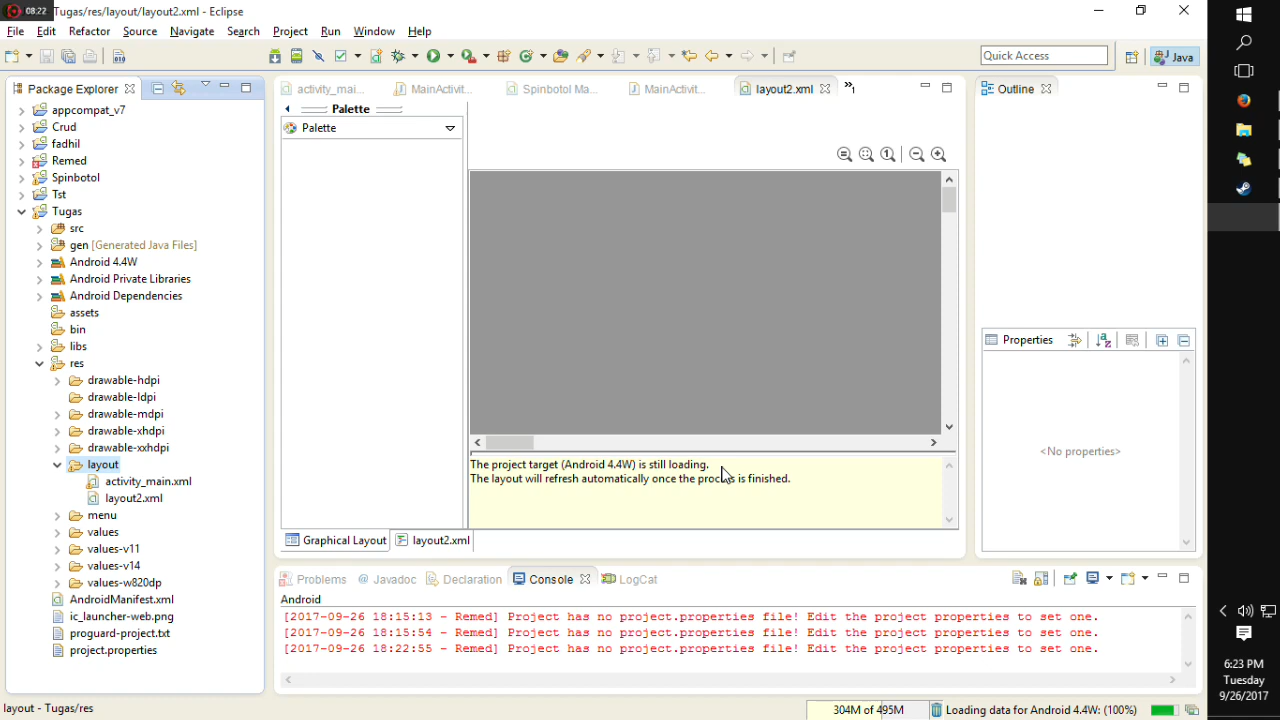 08:22
Tugas/res/layout/layout2.xml - Eclipse
File Edit Refactor Source Navigate Search Project Run Window Help
Quick Access
Java
Package Explorer
appcompat_v7
Crud
fadhil
Remed
Spinbotol
Tst
Tugas
src
gen [Generated Java Files]
Android 4.4W
Android Private Libraries
Android Dependencies
assets
bin
libs
res
drawable-hdpi
drawable-ldpi
drawable-mdpi
drawable-xhdpi
drawable-xxhdpi
layout
activity_main.xml
layout2.xml
menu
values
values-v11
values-v14
values-w820dp
AndroidManifest.xml
ic_launcher-web.png
proguard-project.txt
project.properties
activity_mai... MainActivit... Spinbotol Ma... MainActivit... layout2.xml »1
Palette
Palette
The project target (Android 4.4W) is still loading.
The layout will refresh automatically once the process is finished.
Graphical Layout layout2.xml
Outline
Properties
<No properties>
Problems Javadoc Declaration Console LogCat
Android
[2017-09-26 18:15:13 - Remed] Project has no project.properties file! Edit the project properties to set one.
[2017-09-26 18:15:54 - Remed] Project has no project.properties file! Edit the project properties to set one.
[2017-09-26 18:22:55 - Remed] Project has no project.properties file! Edit the project properties to set one.
layout - Tugas/res
304M of 495M
Loading data for Android 4.4W: (100%)
6:23 PM
Tuesday
9/26/2017